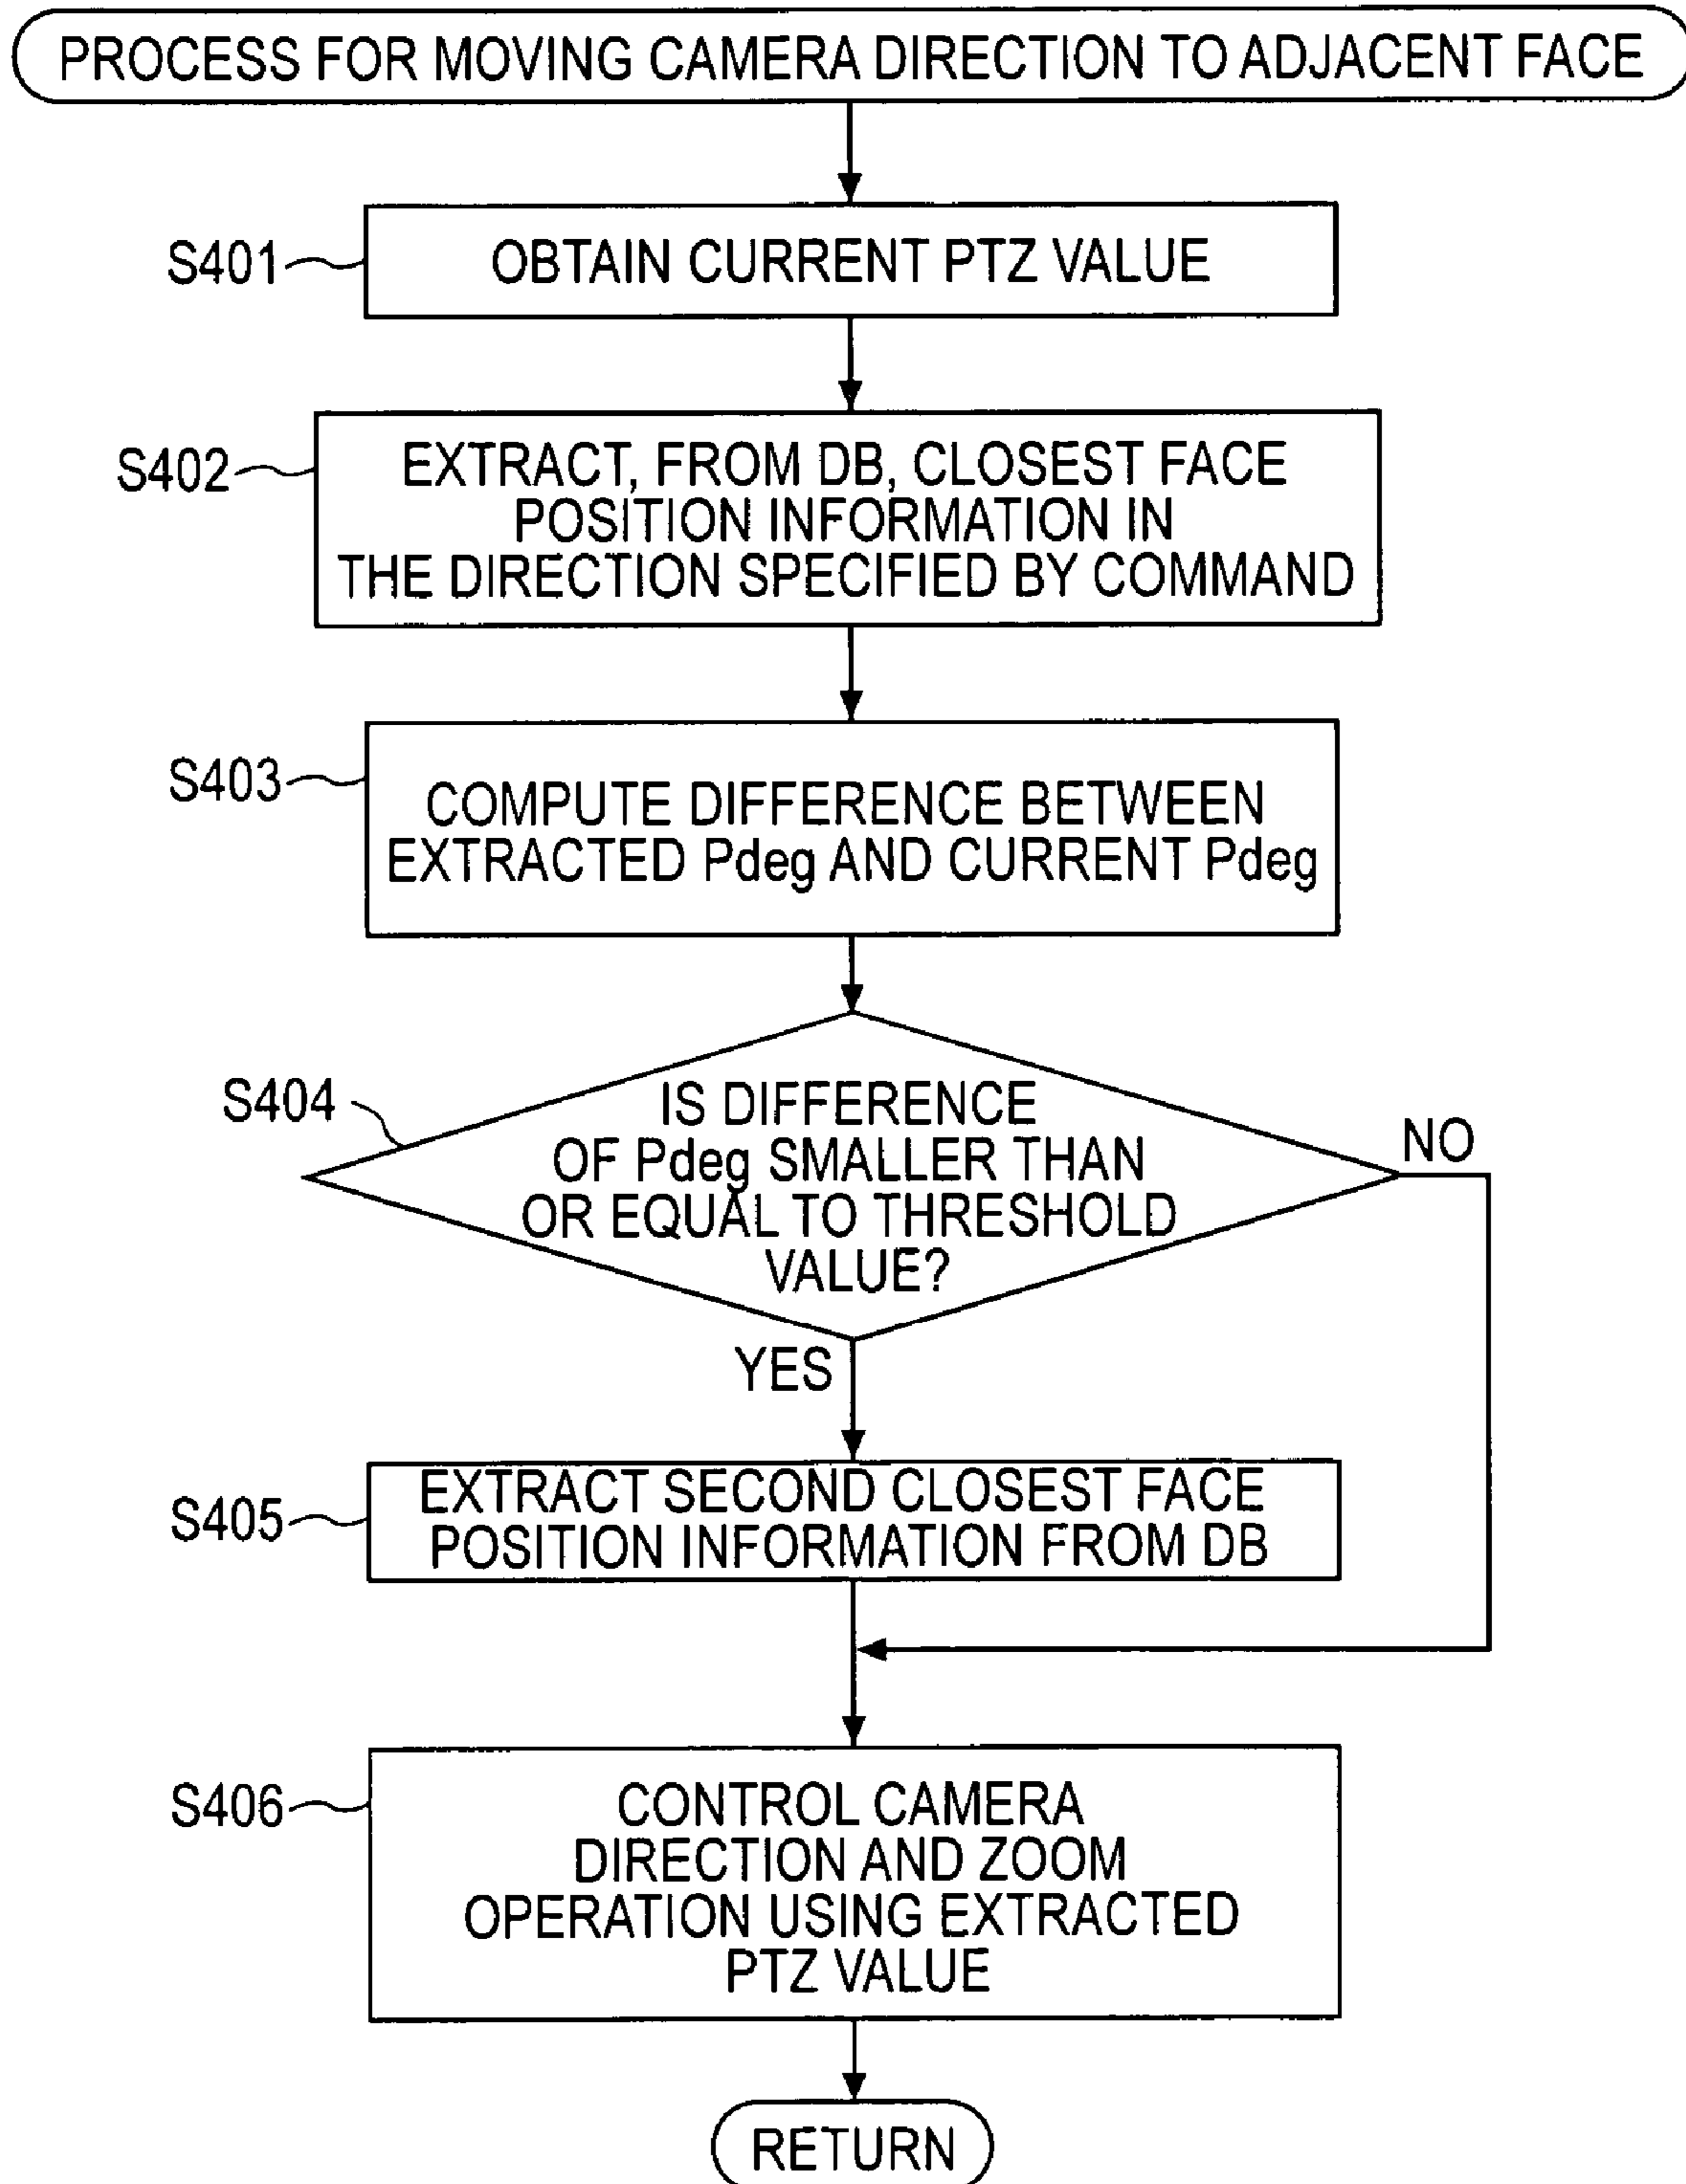 PROCESS FOR MOVING CAMERA DIRECTION TO ADJACENT FACE
S401
OBTAIN CURRENT PTZ VALUE
S402
EXTRACT, FROM DB, CLOSEST FACE
POSITION INFORMATION IN
THE DIRECTION SPECIFIED BY COMMAND
S403
COMPUTE DIFFERENCE BETWEEN
EXTRACTED Pdeg AND CURRENT Pdeg
S404
IS DIFFERENCE
OF Pdeg SMALLER THAN
OR EQUAL TO THRESHOLD
VALUE?
NO
YES
S405
EXTRACT SECOND CLOSEST FACE
POSITION INFORMATION FROM DB
S406
CONTROL CAMERA
DIRECTION AND ZOOM
OPERATION USING EXTRACTED
PTZ VALUE
RETURN